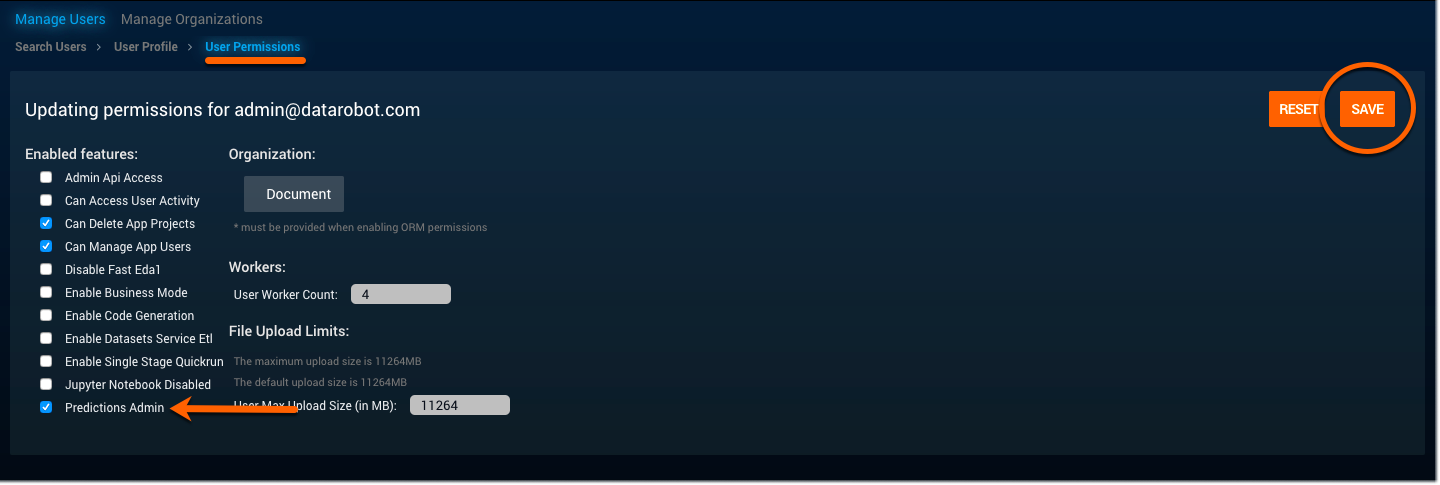 Manage Users Manage Organizations
Search Users > User Profile > User Permissions
Updating permissions for admin@datarobot.com
RESET
SAVE
Enabled features:
Admin Api Access
Can Access User Activity
Can Delete App Projects
Can Manage App Users
Disable Fast Eda1
Enable Business Mode
Enable Code Generation
Enable Datasets Service Etl
Enable Single Stage Quickrun
Jupyter Notebook Disabled
Predictions Admin
Organization:
Document
* must be provided when enabling ORM permissions
Workers:
User Worker Count: 4
File Upload Limits:
The maximum upload size is 11264MB
The default upload size is 11264MB
User Max Upload Size (in MB): 11264